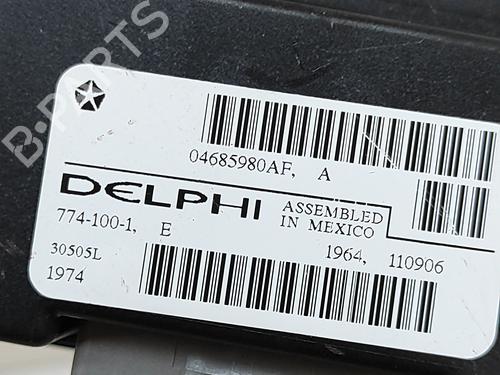 B-PARTS
04685980AF, A
DELPHI
ASSEMBLED
IN MEXICO
774-100-1, E
1964, 110906
30505L
1974